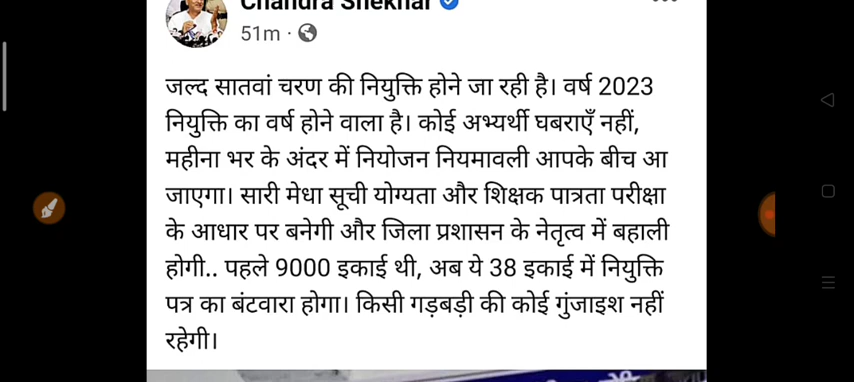 Chandra Shekhar
51m ·
जल्द सातवां चरण की नियुक्ति होने जा रही है। वर्ष 2023
नियुक्ति का वर्ष होने वाला है। कोई अभ्यर्थी घबराएँ नहीं,
महीना भर के अंदर में नियोजन नियमावली आपके बीच आ
जाएगा। सारी मेधा सूची योग्यता और शिक्षक पात्रता परीक्षा
के आधार पर बनेगी और जिला प्रशासन के नेतृत्व में बहाली
होगी.. पहले 9000 इकाई थी, अब ये 38 इकाई में नियुक्ति
पत्र का बंटवारा होगा। किसी गड़बड़ी की कोई गुंजाइश नहीं
रहेगी।